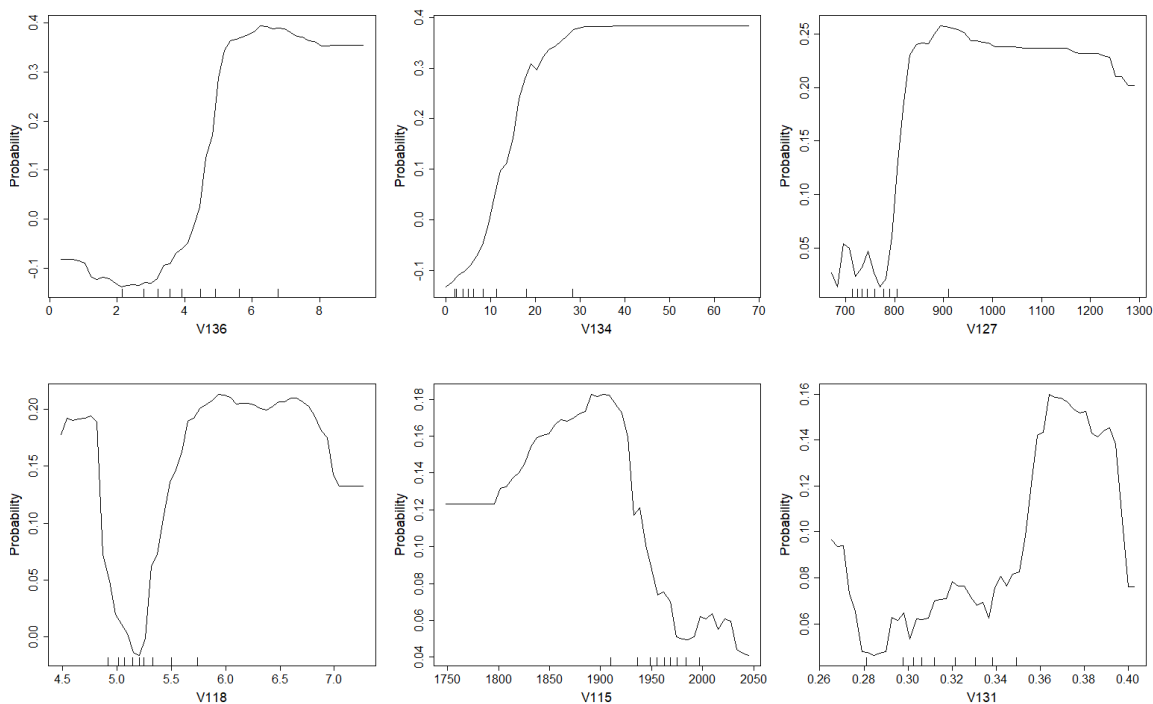 Probability
-0.1 0.0 0.1 0.2 0.3 0.4
0 2 4 6 8
V136
Probability
-0.1 0.0 0.1 0.2 0.3 0.4
0 10 20 30 40 50 60 70
V134
Probability
0.05 0.10 0.15 0.20 0.25
700 800 900 1000 1100 1200 1300
V127
Probability
0.00 0.05 0.10 0.15 0.20
4.5 5.0 5.5 6.0 6.5 7.0
V118
Probability
0.04 0.06 0.08 0.10 0.12 0.14 0.16 0.18
1750 1800 1850 1900 1950 2000 2050
V115
Probability
0.06 0.08 0.10 0.12 0.14 0.16
0.26 0.28 0.30 0.32 0.34 0.36 0.38 0.40
V131